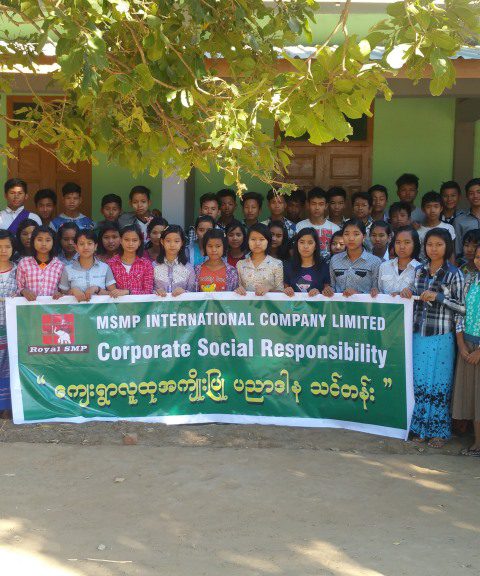 Royal SMP
MSMP INTERNATIONAL COMPANY LIMITED
Corporate Social Responsibility
“ ကျေးရွာလူထုအကျိုးပြု ပညာဒါန သင်တန်း ”